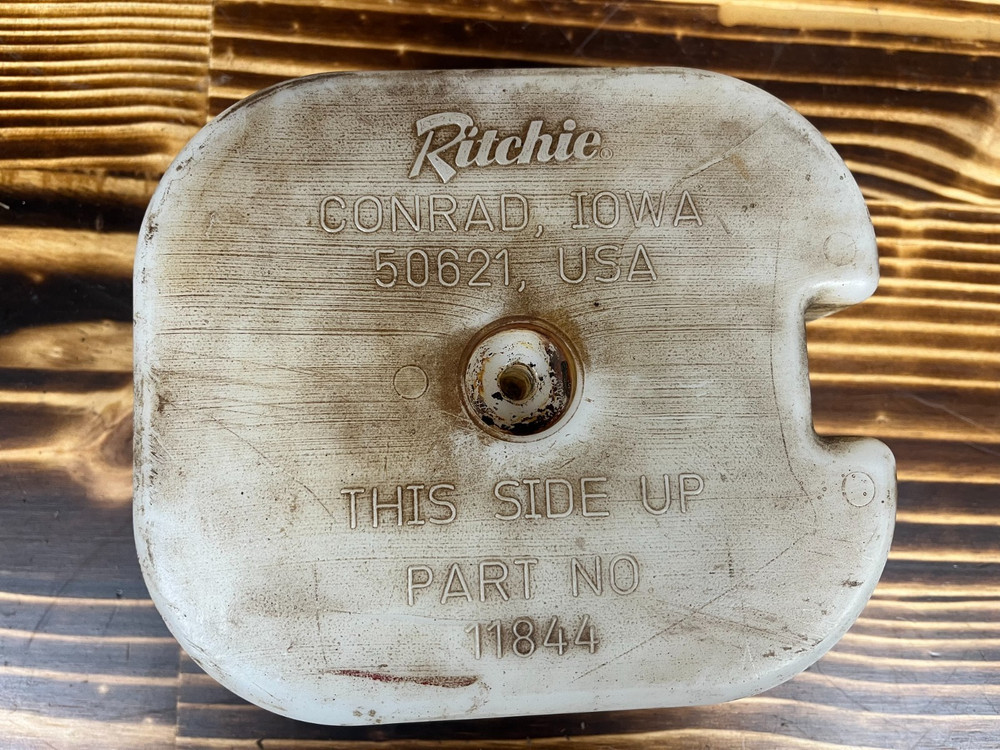 Ritchie®
CONRAD, IOWA
50621, USA
THIS SIDE UP
PART NO
11844